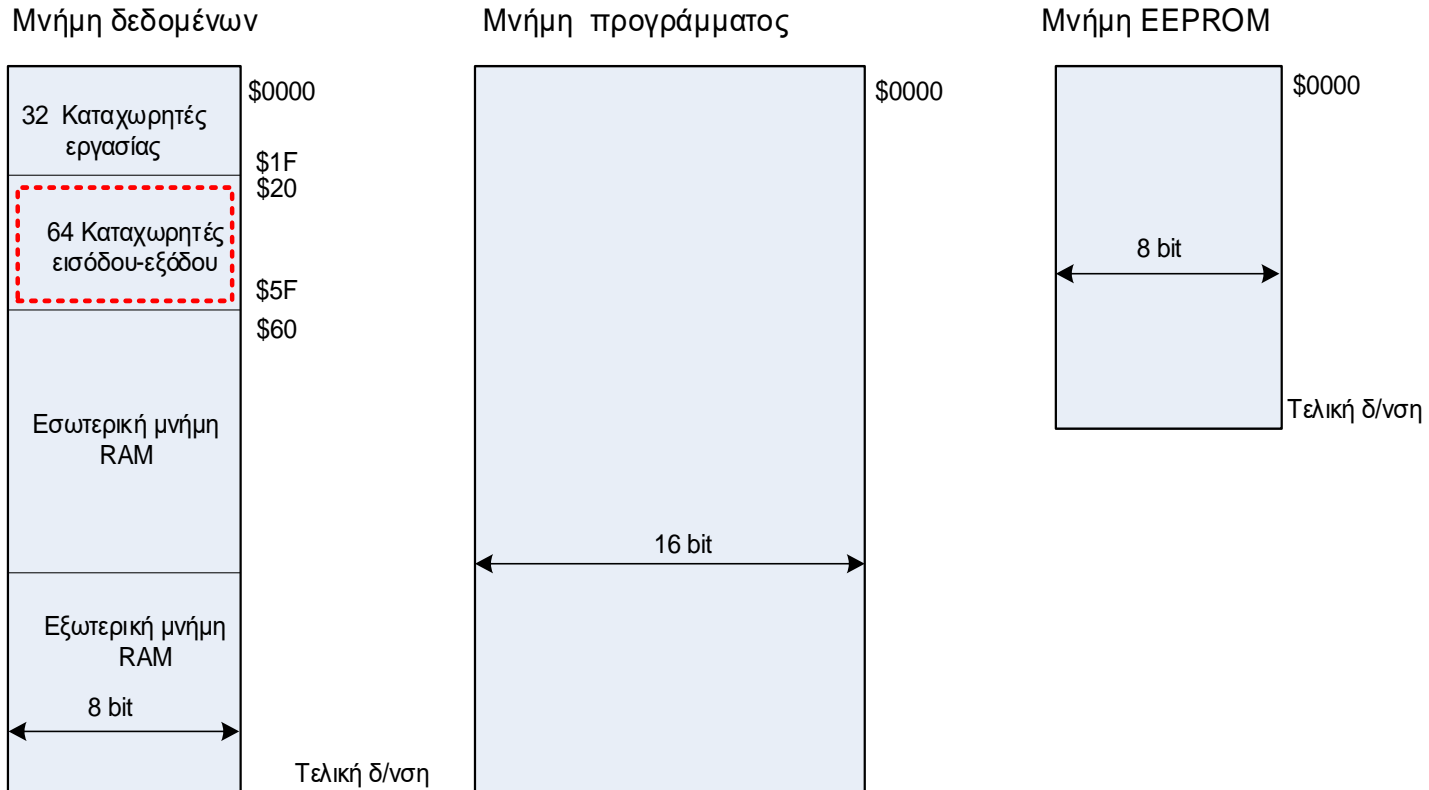 Μνήμη δεδομένων
$0000
32 Καταχωρητές
εργασίας
$1F
$20
64 Καταχωρητές
εισόδου-εξόδου
$5F
$60
Εσωτερική μνήμη
RAM
Εξωτερική μνήμη
RAM
8 bit
Τελική δ/νση
Μνήμη προγράμματος
$0000
16 bit
Μνήμη EEPROM
$0000
8 bit
Τελική δ/νση